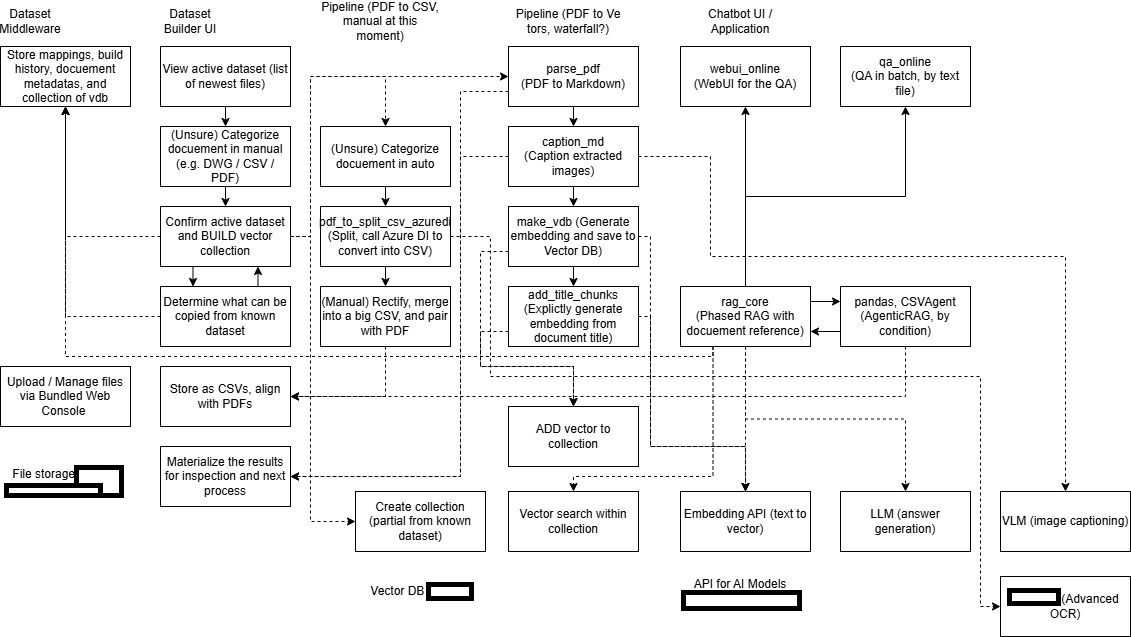 Dataset
Middleware
Dataset
Builder UI
Pipeline (PDF to CSV,
manual at this
moment)
Pipeline (PDF to Ve
tors, waterfall?)
Chatbot UI /
Application
Store mappings, build
history, docuement
metadatas, and
collection of vdb
View active dataset (list
of newest files)
parse_pdf
(PDF to Markdown)
webui_online
(WebUI for the QA)
qa_online
(QA in batch, by text
file)
(Unsure) Categorize
docuement in manual
(e.g. DWG / CSV /
PDF)
(Unsure) Categorize
docuement in auto
caption_md
(Caption extracted
images)
Confirm active dataset
and BUILD vector
collection
pdf_to_split_csv_azuredi
(Split, call Azure DI to
convert into CSV)
make_vdb (Generate
embedding and save to
Vector DB)
Determine what can be
copied from known
dataset
(Manual) Rectify, merge
into a big CSV, and pair
with PDF
add_title_chunks
(Explictly generate
embedding from
document title)
rag_core
(Phased RAG with
docuement reference)
pandas, CSVAgent
(AgenticRAG, by
condition)
Upload / Manage files
via Bundled Web
Console
Store as CSVs, align
with PDFs
ADD vector to
collection
File storage
Materialize the results
for inspection and next
process
Create collection
(partial from known
dataset)
Vector search within
collection
Embedding API (text to
vector)
LLM (answer
generation)
VLM (image captioning)
Vector DB
API for AI Models
(Advanced
OCR)